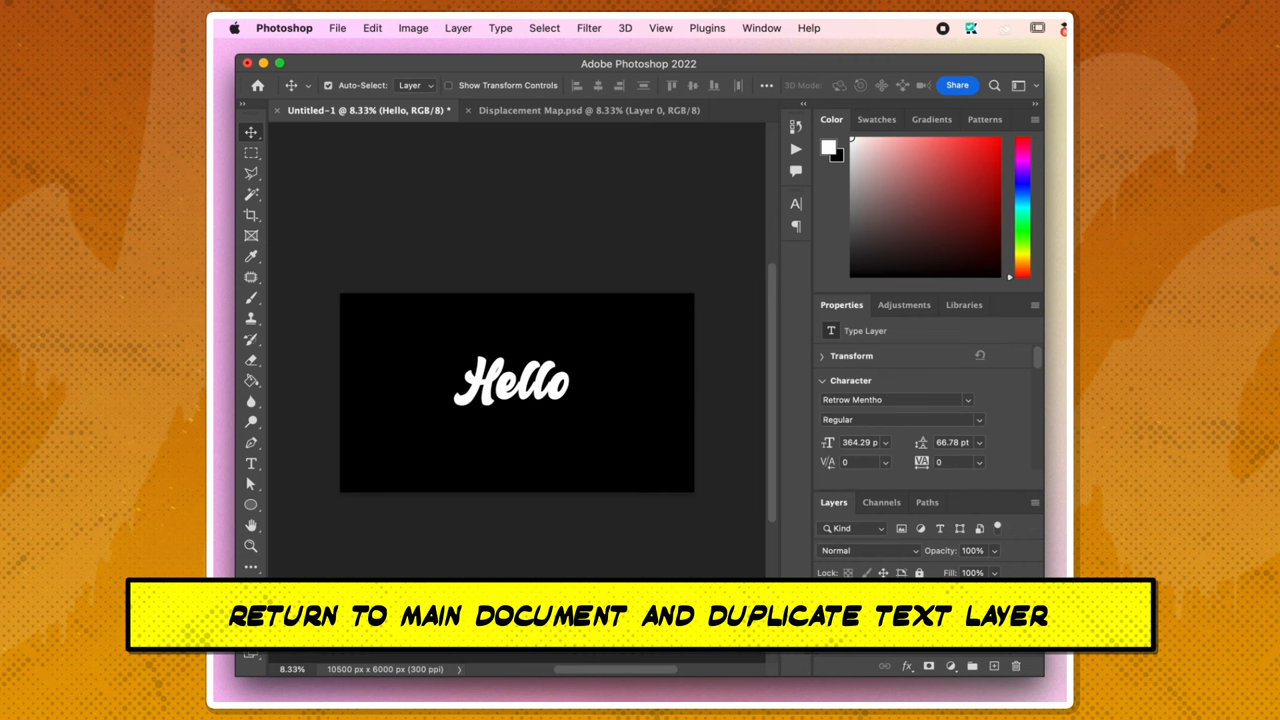 Photoshop File Edit Image Layer Type Select Filter 3D View Plugins Window Help
Adobe Photoshop 2022
Auto-Select: Layer Show Transform Controls 3D Mode: Share
Untitled-1 @ 8.33% (Hello, RGB/8) * Displacement Map.psd @ 8.33% (Layer 0, RGB/8)
Color Swatches Gradients Patterns
Properties Adjustments Libraries
T Type Layer
Transform
Character
Retrow Mentho
Regular
364.29 p 66.78 pt
0 0
Hello
Layers Channels Paths
Kind
Normal Opacity: 100%
Lock: Fill: 100%
RETURN TO MAIN DOCUMENT AND DUPLICATE TEXT LAYER
8.33% 10500 px x 6000 px (300 ppi) fx